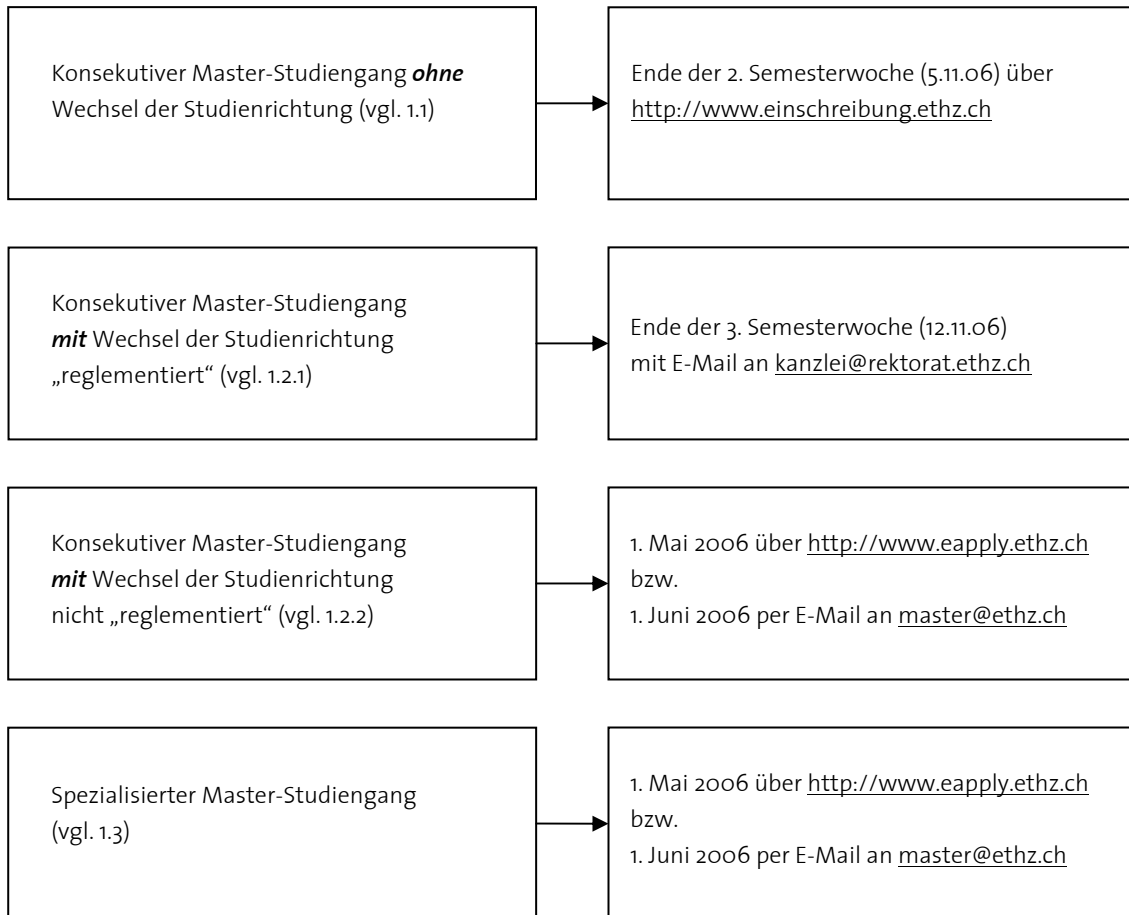 Konsekutiver Master-Studiengang ohne
Wechsel der Studienrichtung (vgl. 1.1)
Ende der 2. Semesterwoche (5.11.06) über
http://www.einschreibung.ethz.ch
Konsekutiver Master-Studiengang
mit Wechsel der Studienrichtung
„reglementiert“ (vgl. 1.2.1)
Ende der 3. Semesterwoche (12.11.06)
mit E-Mail an kanzlei@rektorat.ethz.ch
Konsekutiver Master-Studiengang
mit Wechsel der Studienrichtung
nicht „reglementiert“ (vgl. 1.2.2)
1. Mai 2006 über http://www.eapply.ethz.ch
bzw.
1. Juni 2006 per E-Mail an master@ethz.ch
Spezialisierter Master-Studiengang
(vgl. 1.3)
1. Mai 2006 über http://www.eapply.ethz.ch
bzw.
1. Juni 2006 per E-Mail an master@ethz.ch